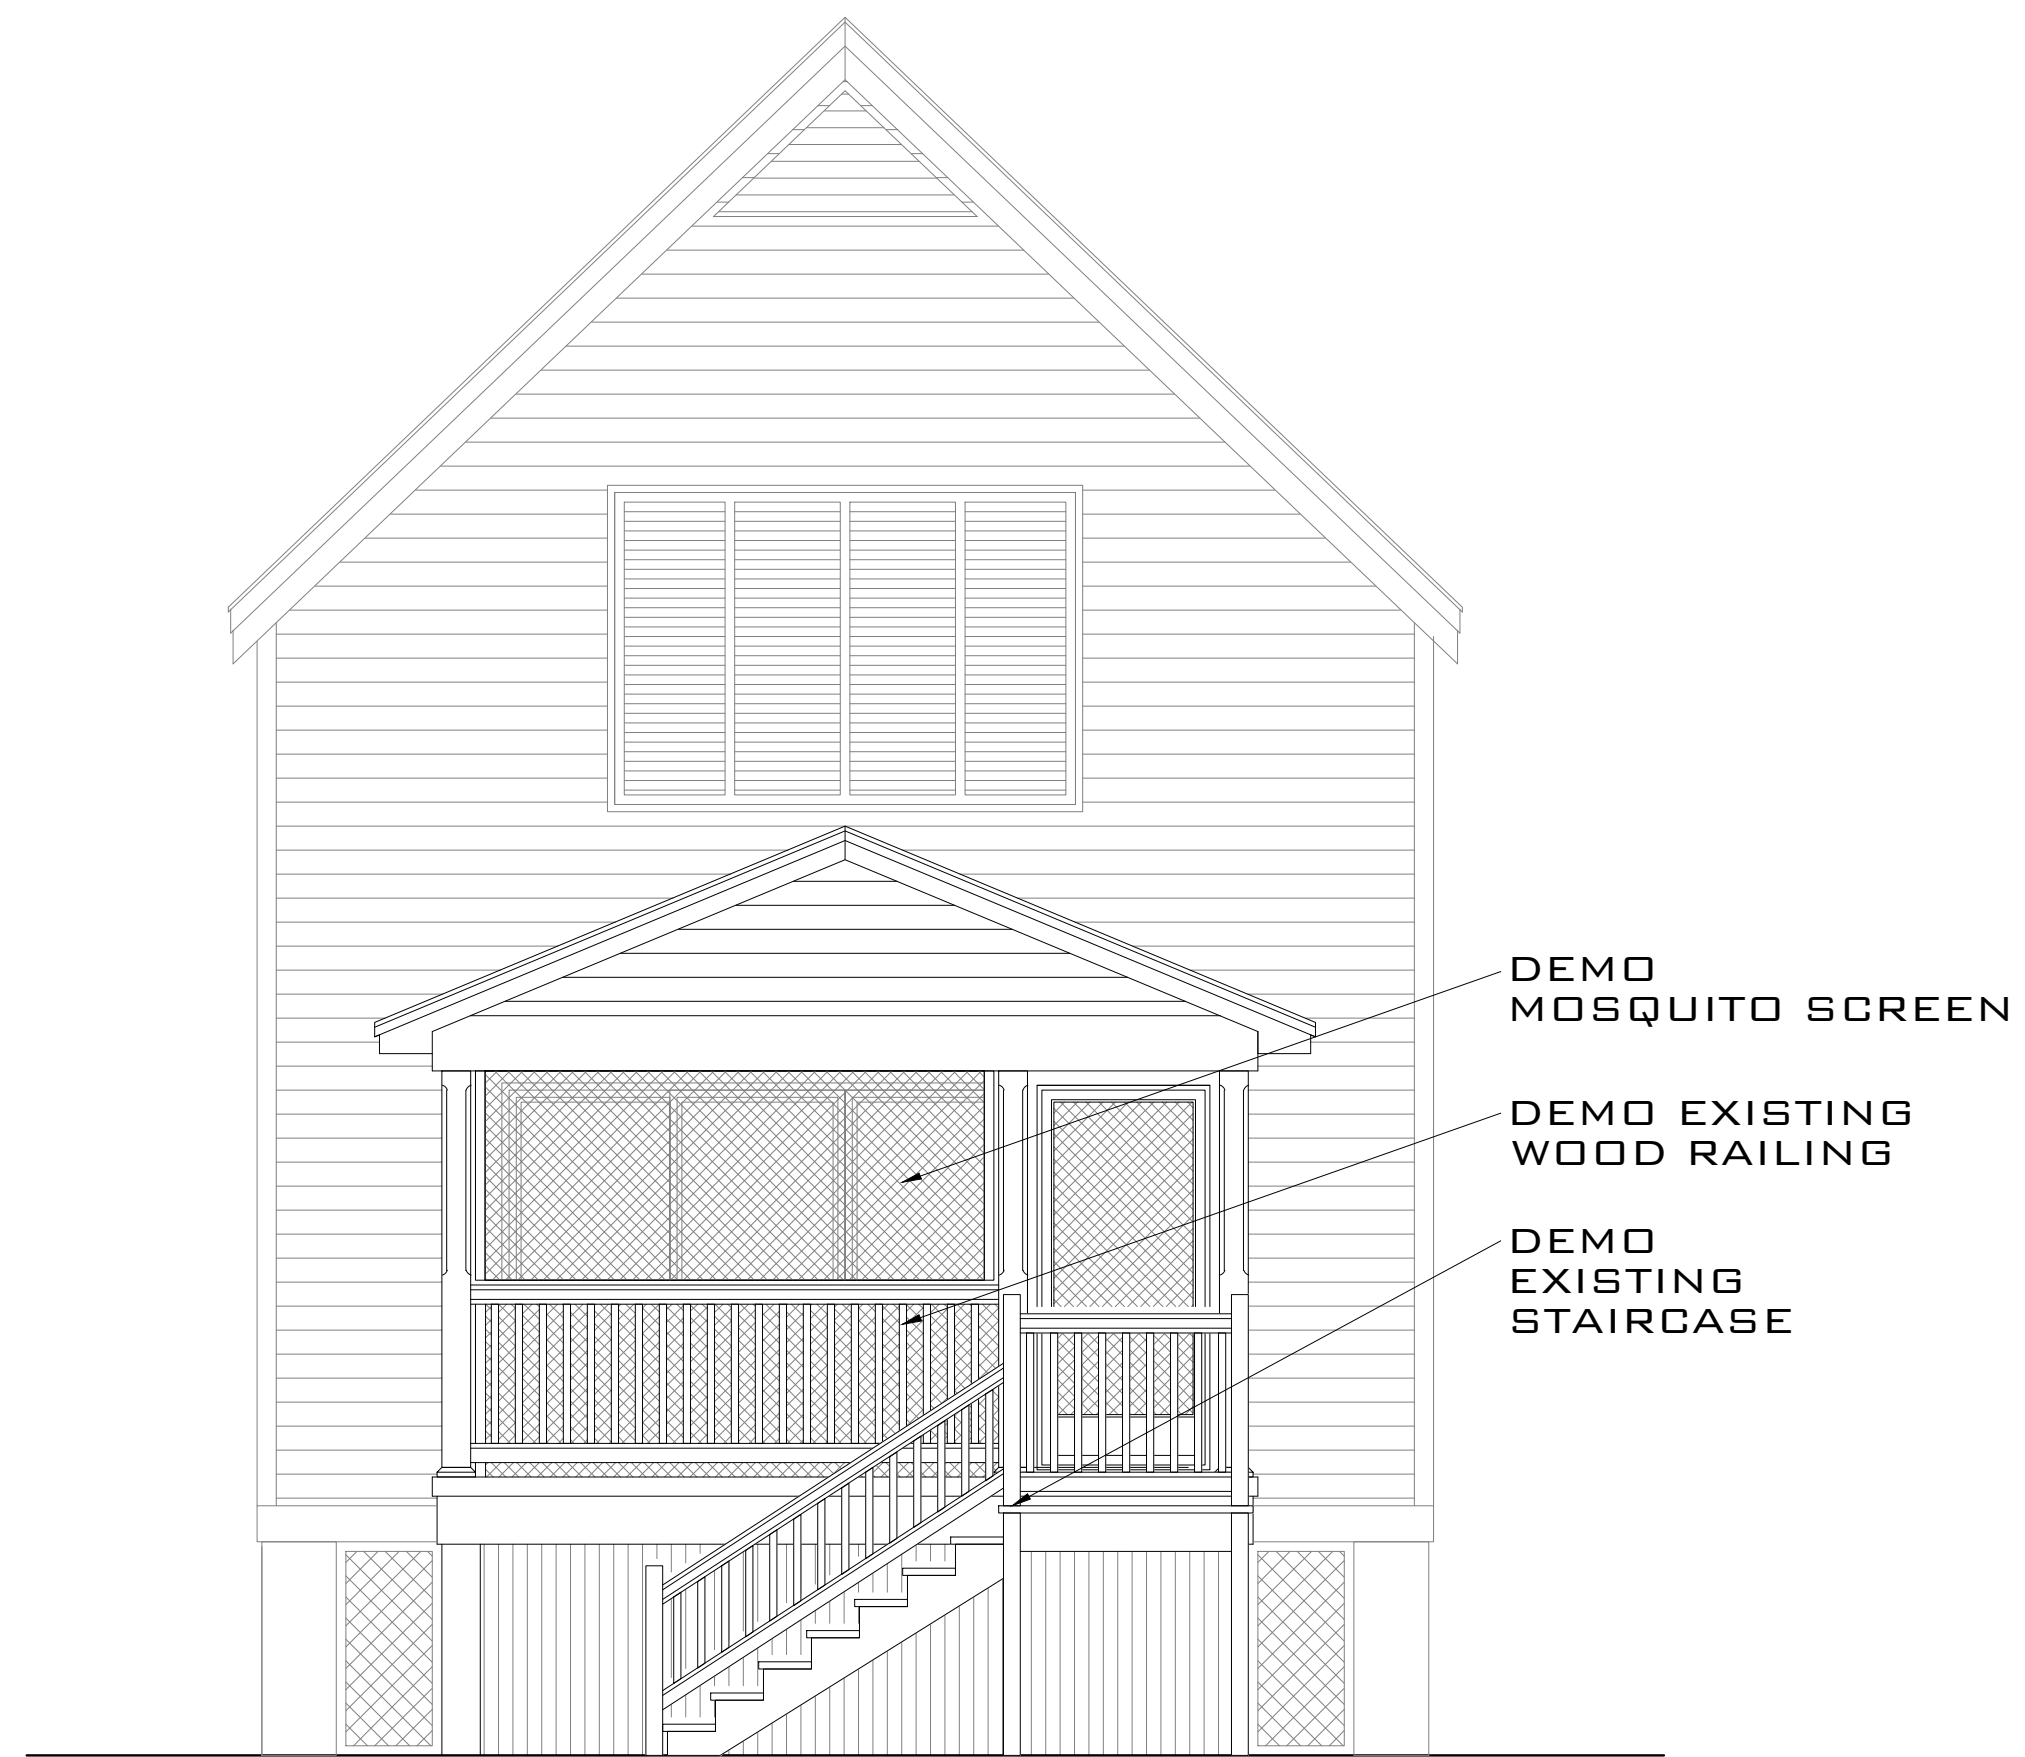 DEMO
MOSQUITO SCREEN
DEMO EXISTING
WOOD RAILING
DEMO
EXISTING
STAIRCASE